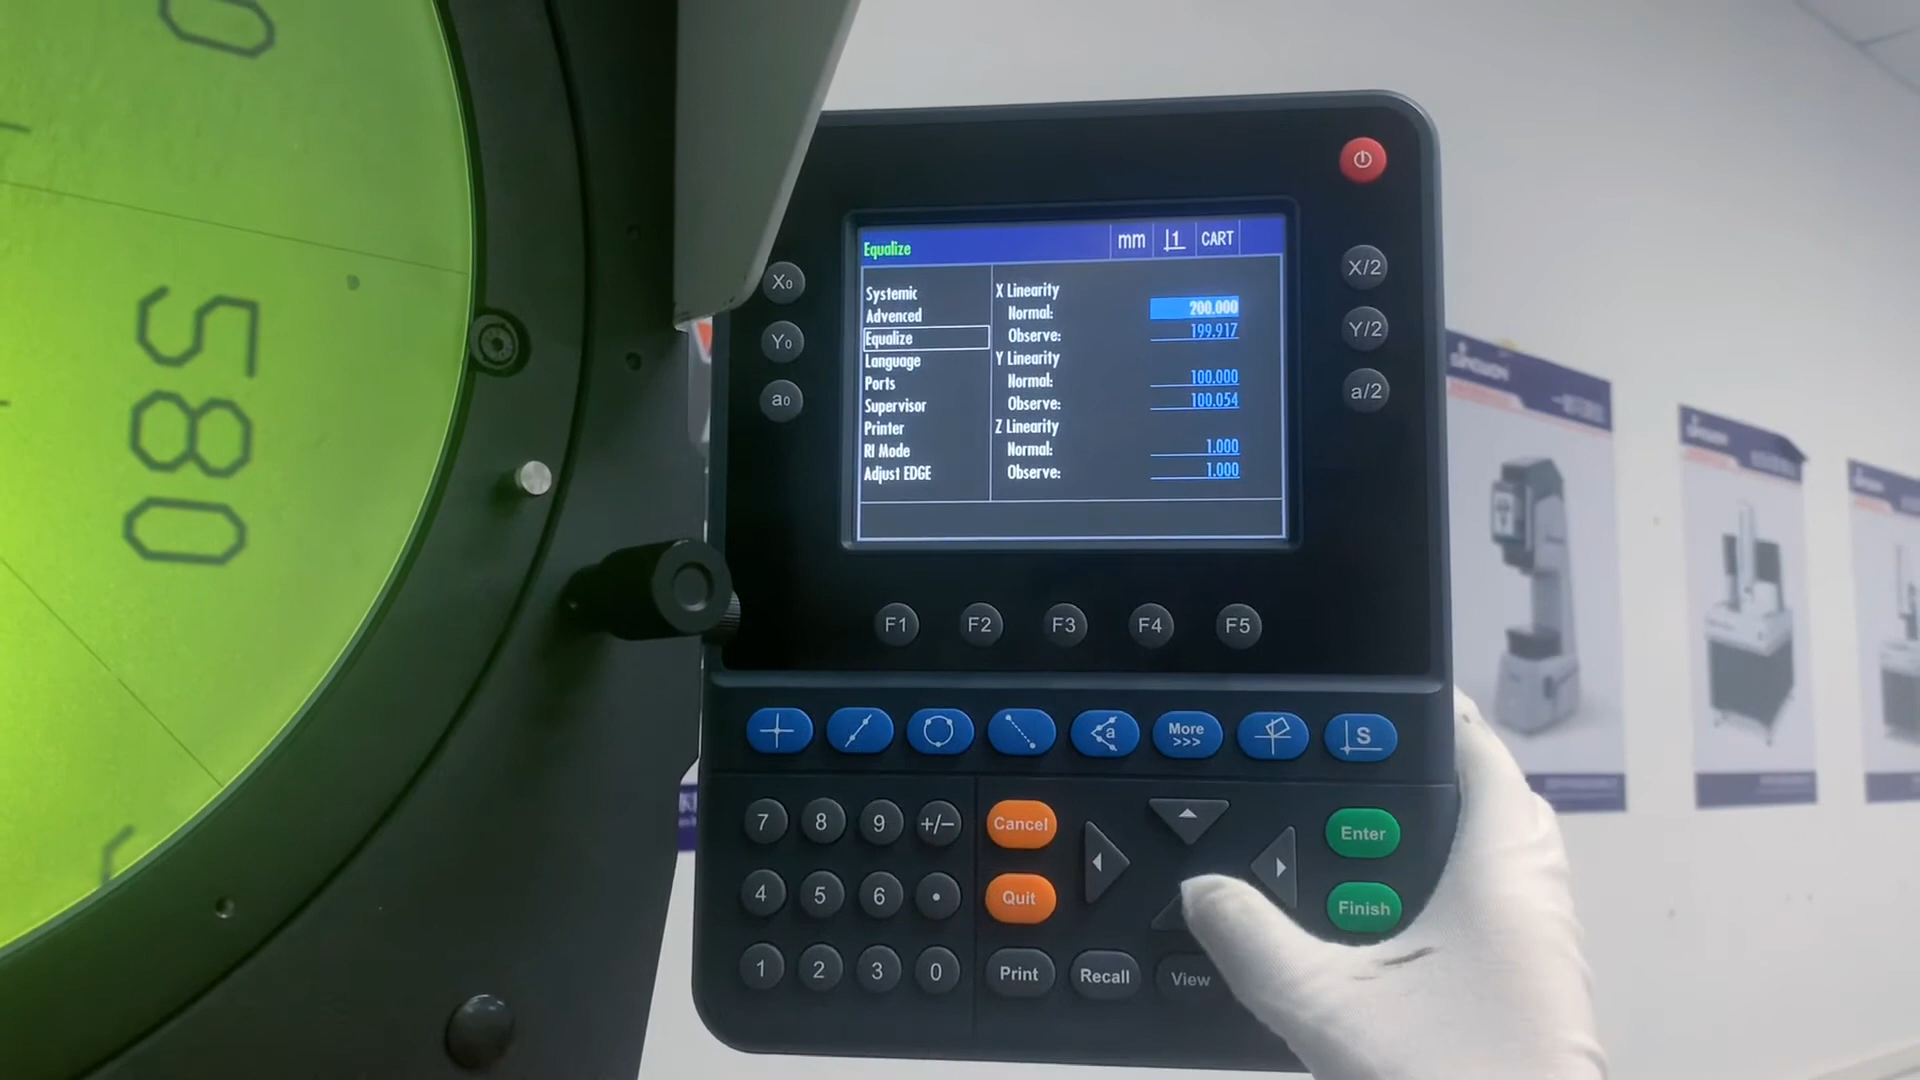 0
580
Equalize mm 1 CART
Systemic
Advanced
Equalize
Language
Ports
Supervisor
Printer
RI Mode
Adjust EDGE
X Linearity
Normal: 200.000
Observe: 199.917
Y Linearity
Normal: 100.000
Observe: 100.054
Z Linearity
Normal: 1.000
Observe: 1.000
X0
Y0
a0
X/2
Y/2
a/2
F1 F2 F3 F4 F5
a
More
>>>
S
7 8 9 +/−
4 5 6 •
1 2 3 0
Cancel
Quit
Enter
Finish
Print Recall View